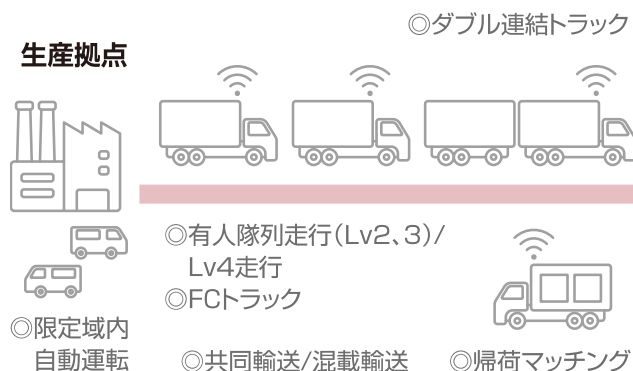 ◎ダブル連結トラック
生産拠点
◎有人隊列走行（Lv2、3）/
Lv4走行
◎FCトラック
◎限定域内
自動運転
◎共同輸送/混載輸送
◎帰荷マッチング